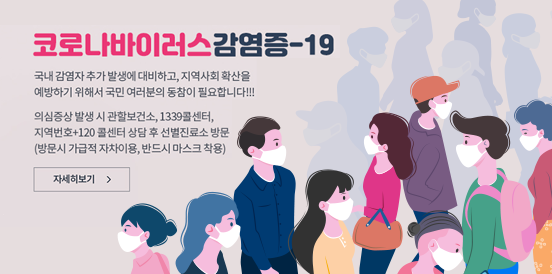 코로나바이러스감염증-19
국내 감염자 추가 발생에 대비하고, 지역사회 확산을
예방하기 위해서 국민 여러분의 동참이 필요합니다!!!
의심증상 발생 시 관할보건소, 1339콜센터,
지역번호+120 콜센터 상담 후 선별진료소 방문
(방문시 가급적 자차이용, 반드시 마스크 착용)
자세히보기 >